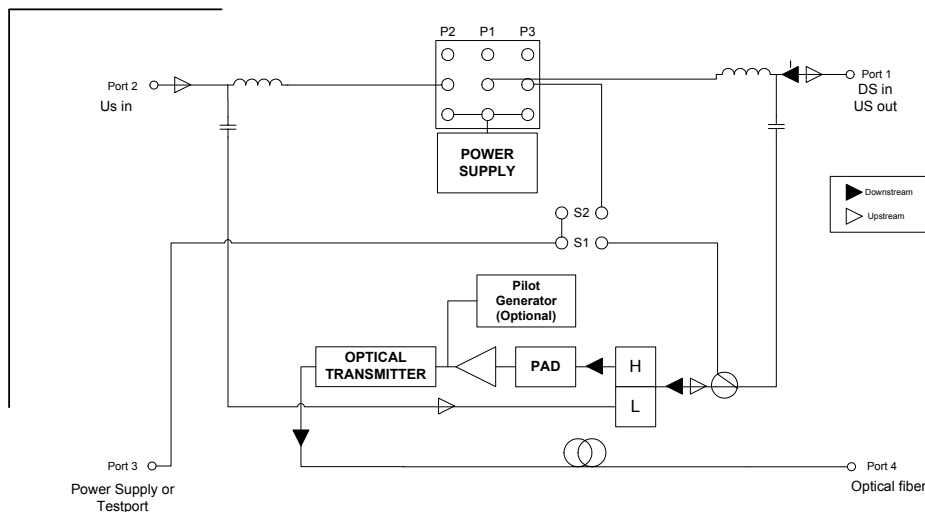 P2 P1 P3
Port 2
Us in
Port 1
DS in
US out
POWER
SUPPLY
Downstream
Upstream
S2
S1
Pilot
Generator
(Optional)
OPTICAL
TRANSMITTER
PAD
H
L
Port 3
Power Supply or
Testport
Port 4
Optical fiber